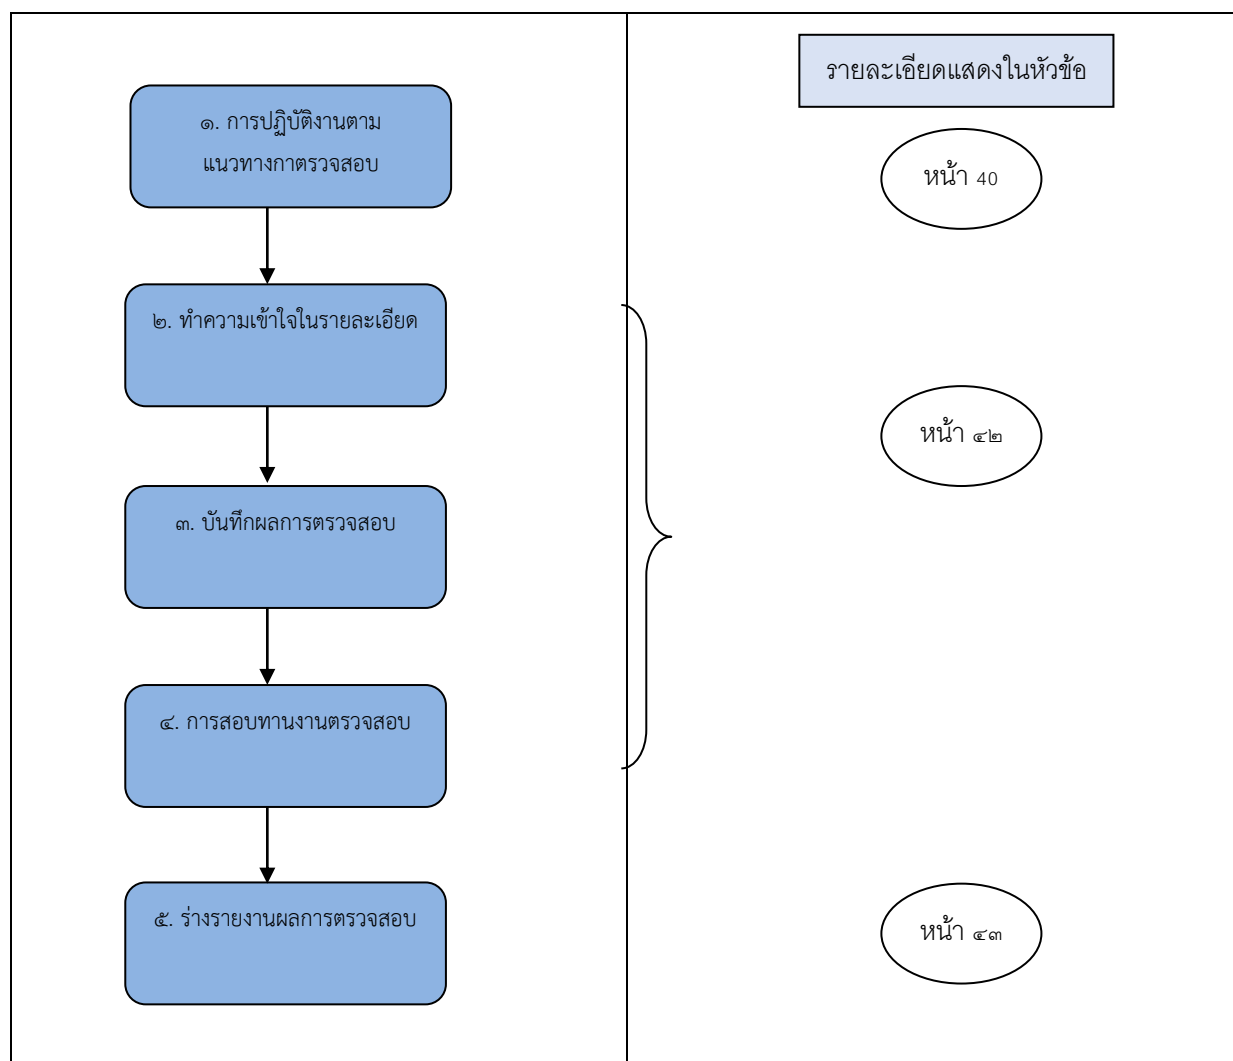 รายละเอียดแสดงในหัวข้อ
๑. การปฏิบัติงานตาม
แนวทางกาตรวจสอบ
หน้า 40
๒. ทำความเข้าใจในรายละเอียด
หน้า ๔๒
๓. บันทึกผลการตรวจสอบ
๔. การสอบทานงานตรวจสอบ
๕. ร่างรายงานผลการตรวจสอบ
หน้า ๔๓